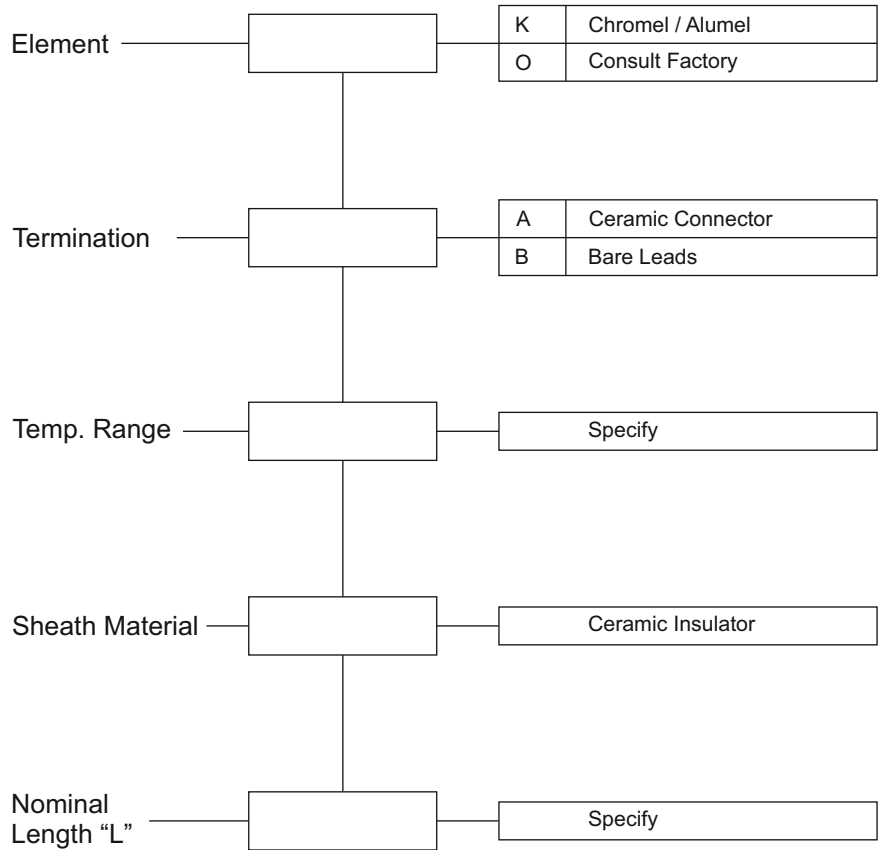 Element
K Chromel / Alumel
O Consult Factory
Termination
A Ceramic Connector
B Bare Leads
Temp. Range
Specify
Sheath Material
Ceramic Insulator
Nominal
Length “L”
Specify